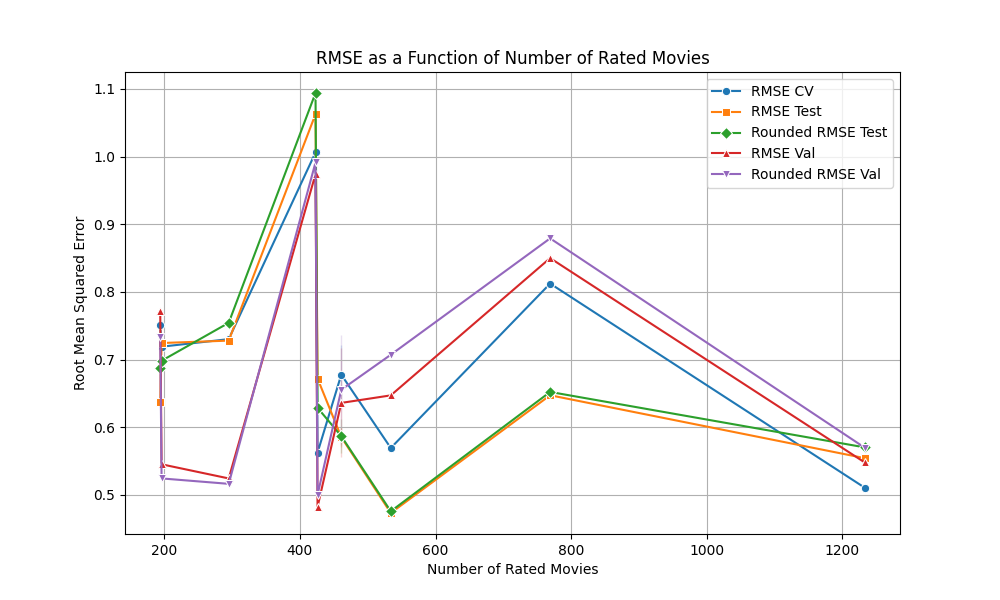 RMSE as a Function of Number of Rated Movies
RMSE CV
RMSE Test
Rounded RMSE Test
RMSE Val
Rounded RMSE Val
Root Mean Squared Error
1.1
1.0
0.9
0.8
0.7
0.6
0.5
200 400 600 800 1000 1200
Number of Rated Movies